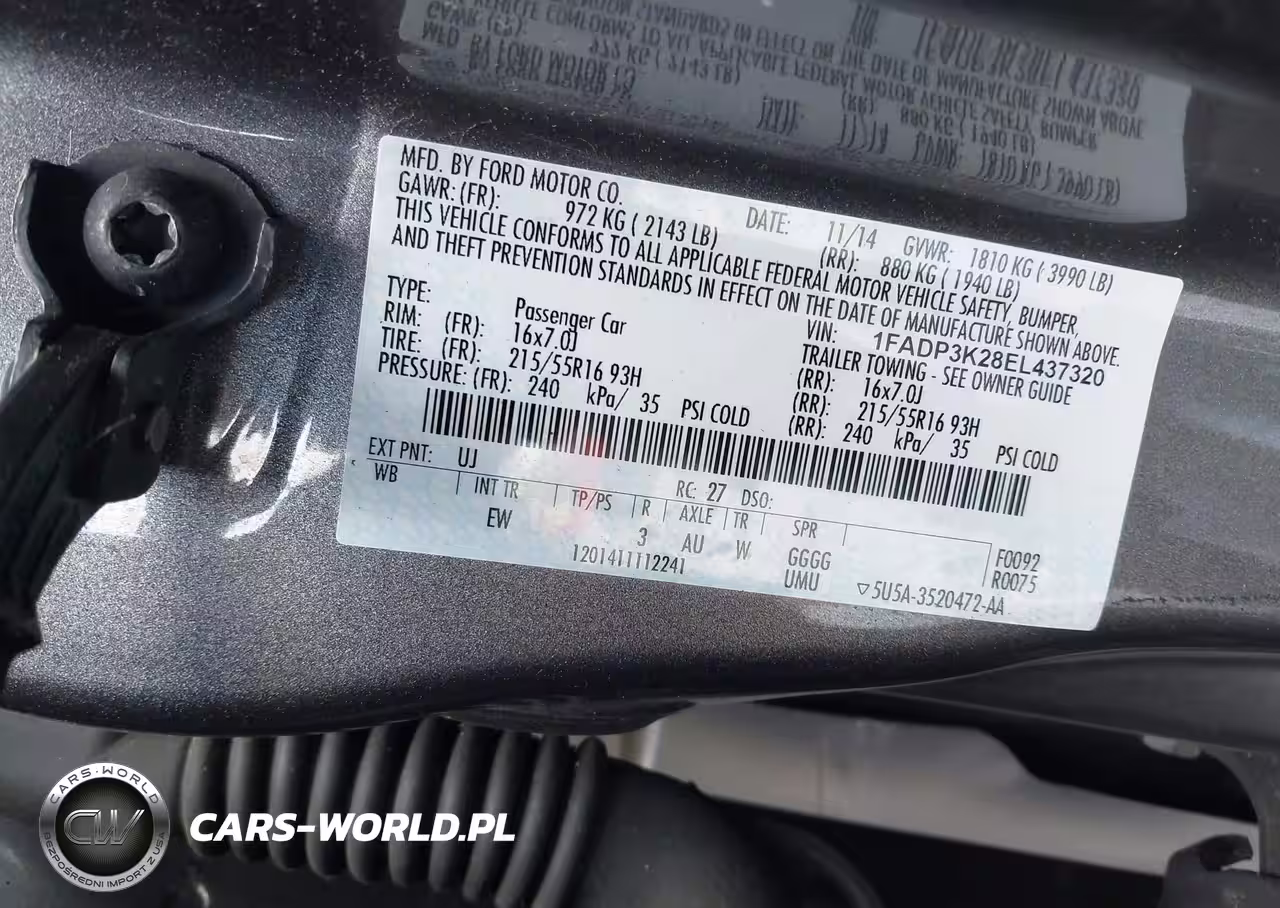 MFD. BY FORD MOTOR CO. DATE: 11/14 GVWR: 1810 KG ( 3990 LB)
GAWR: (FR): 972 KG ( 2143 LB) (RR): 880 KG ( 1940 LB)
THIS VEHICLE CONFORMS TO ALL APPLICABLE FEDERAL MOTOR VEHICLE SAFETY, BUMPER,
AND THEFT PREVENTION STANDARDS IN EFFECT ON THE DATE OF MANUFACTURE SHOWN ABOVE.
VIN: 1FADP3K28EL437320
TYPE: Passenger Car TRAILER TOWING - SEE OWNER GUIDE
RIM: (FR): 16x7.0J (RR): 16x7.0J
TIRE: (FR): 215/55R16 93H (RR): 215/55R16 93H
PRESSURE: (FR): 240 kPa/ 35 PSI COLD (RR): 240 kPa/ 35 PSI COLD
EXT PNT: UJ RC: 27 DSO:
WB INT TR TP/PS R AXLE TR SPR
EW 3 AU W GGGG F0092
1201411112241 UMU R0075
▽5U5A-3520472-AA
CARS-WORLD
CW
BEZPOŚREDNI IMPORT Z USA
CARS-WORLD.PL